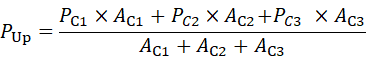 P_Up = (P_C1 × A_C1 + P_C2 × A_C2 + P_C3 × A_C3) / (A_C1 + A_C2 + A_C3)